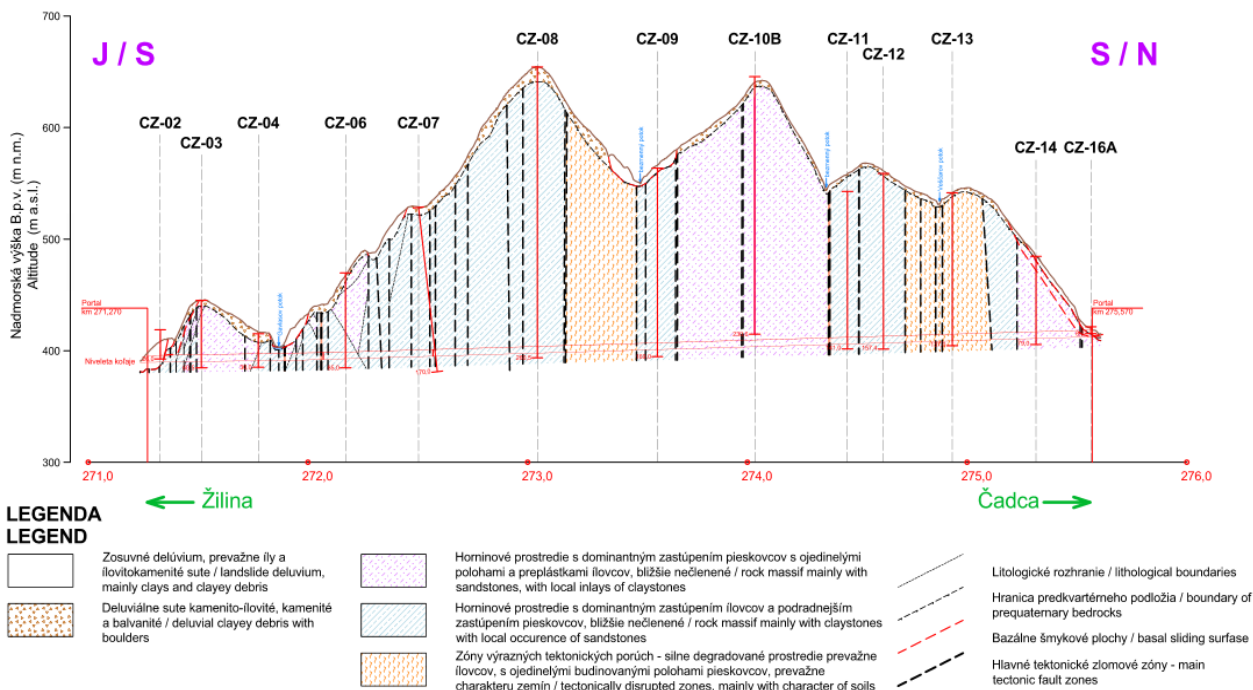 700
600
500
400
300
Nadmorská výška B.p.v. (m n.m.)
Altitude (m a.s.l.)
J / S
S / N
CZ-02
CZ-03
CZ-04
CZ-06
CZ-07
CZ-08
CZ-09
CZ-10B
CZ-11
CZ-12
CZ-13
CZ-14
CZ-16A
Portal
km 271,270
Portal
km 275,570
Niveleta koľaje
bezmenný potok
bezmenný potok
170,0
271,0
272,0
273,0
274,0
275,0
276,0
Žilina
Čadca
LEGENDA
LEGEND
Zosuvné delúvium, prevažne íly a
ílovitokamenité sute / landslide deluvium,
mainly clays and clayey debris
Deluviálne sute kamenito-ílovité, kamenité
a balvanité / deluvial clayey debris with
boulders
Horninové prostredie s dominantným zastúpením pieskovcov s ojedinelými
polohami a preplástkami ílovcov, bližšie nečlenené / rock massif mainly with
sandstones, with local inlays of claystones
Horninové prostredie s dominantným zastúpením ílovcov a podradnejším
zastúpením pieskovcov, bližšie nečlenené / rock massif mainly with claystones
with local occurence of sandstones
Zóny výrazných tektonických porúch - silne degradované prostredie prevažne
ílovcov, s ojedinelými budinovanými polohami pieskovcov, prevažne
charakteru zemín / tectonically disrupted zones, mainly with character of soils
Litologické rozhranie / lithological boundaries
Hranica predkvartérneho podložia / boundary of
prequaternary bedrocks
Bazálne šmykové plochy / basal sliding surfase
Hlavné tektonické zlomové zóny - main
tectonic fault zones